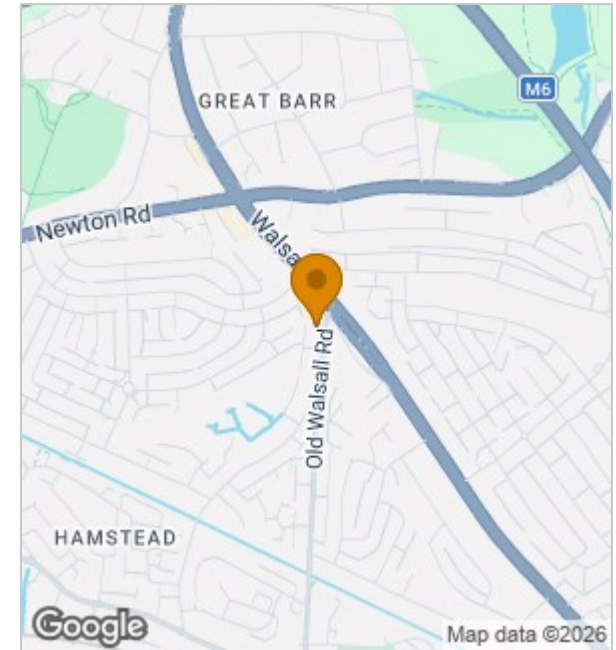 GREAT BARR
M6
Newton Rd
Walsa
Old Walsall Rd
HAMSTEAD
Google
Map data ©2026